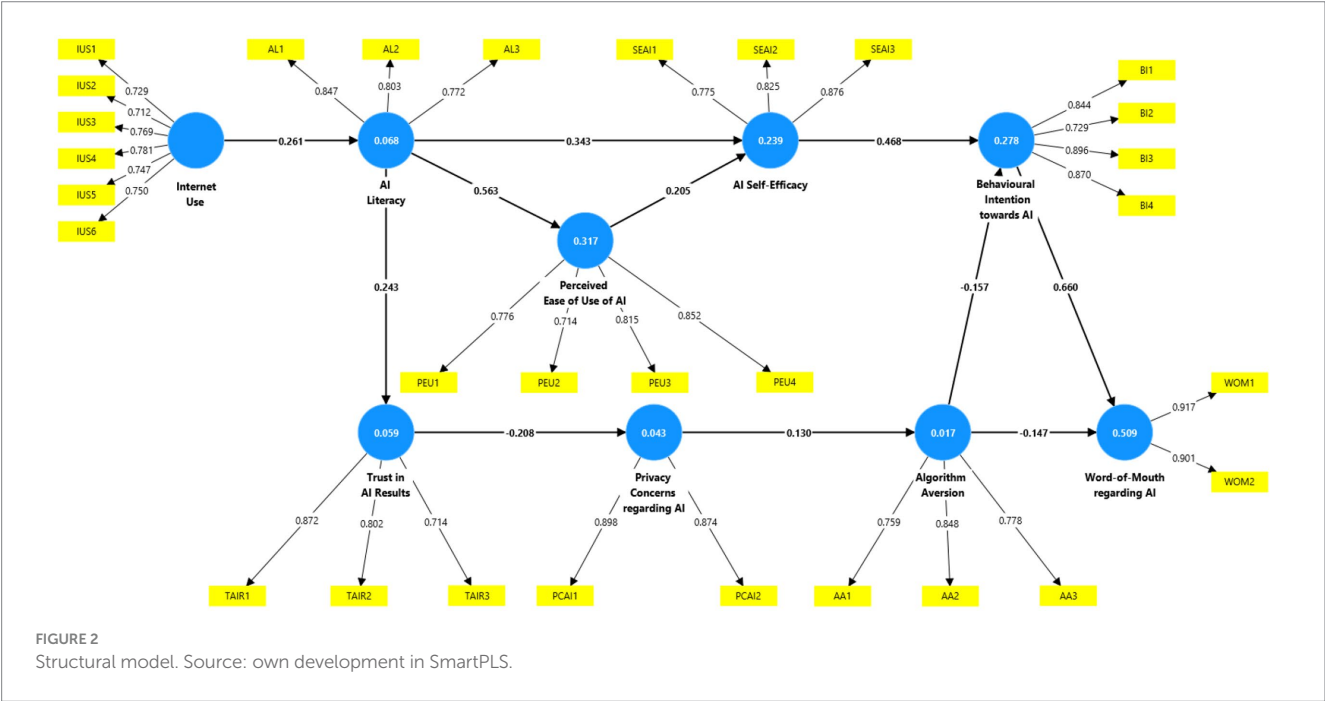 IUS1
IUS2
IUS3
IUS4
IUS5
IUS6
0.729
0.712
0.769
0.781
0.747
0.750
Internet
Use
0.261
AL1
AL2
AL3
0.847
0.803
0.772
0.068
AI
Literacy
0.343
0.563
0.243
SEAI1
SEAI2
SEAI3
0.775
0.825
0.876
0.239
AI Self-Efficacy
0.205
0.468
BI1
BI2
BI3
BI4
0.844
0.729
0.896
0.870
0.278
Behavioural
Intention
towards AI
-0.157
0.660
0.317
Perceived
Ease of Use of AI
0.776
0.714
0.815
0.852
PEU1
PEU2
PEU3
PEU4
0.059
Trust in
AI Results
-0.208
0.872
0.802
0.714
TAIR1
TAIR2
TAIR3
0.043
Privacy
Concerns
regarding AI
0.130
0.898
0.874
PCAI1
PCAI2
0.017
Algorithm
Aversion
-0.147
0.759
0.848
0.778
AA1
AA2
AA3
0.509
Word-of-Mouth
regarding AI
0.917
0.901
WOM1
WOM2
FIGURE 2
Structural model. Source: own development in SmartPLS.